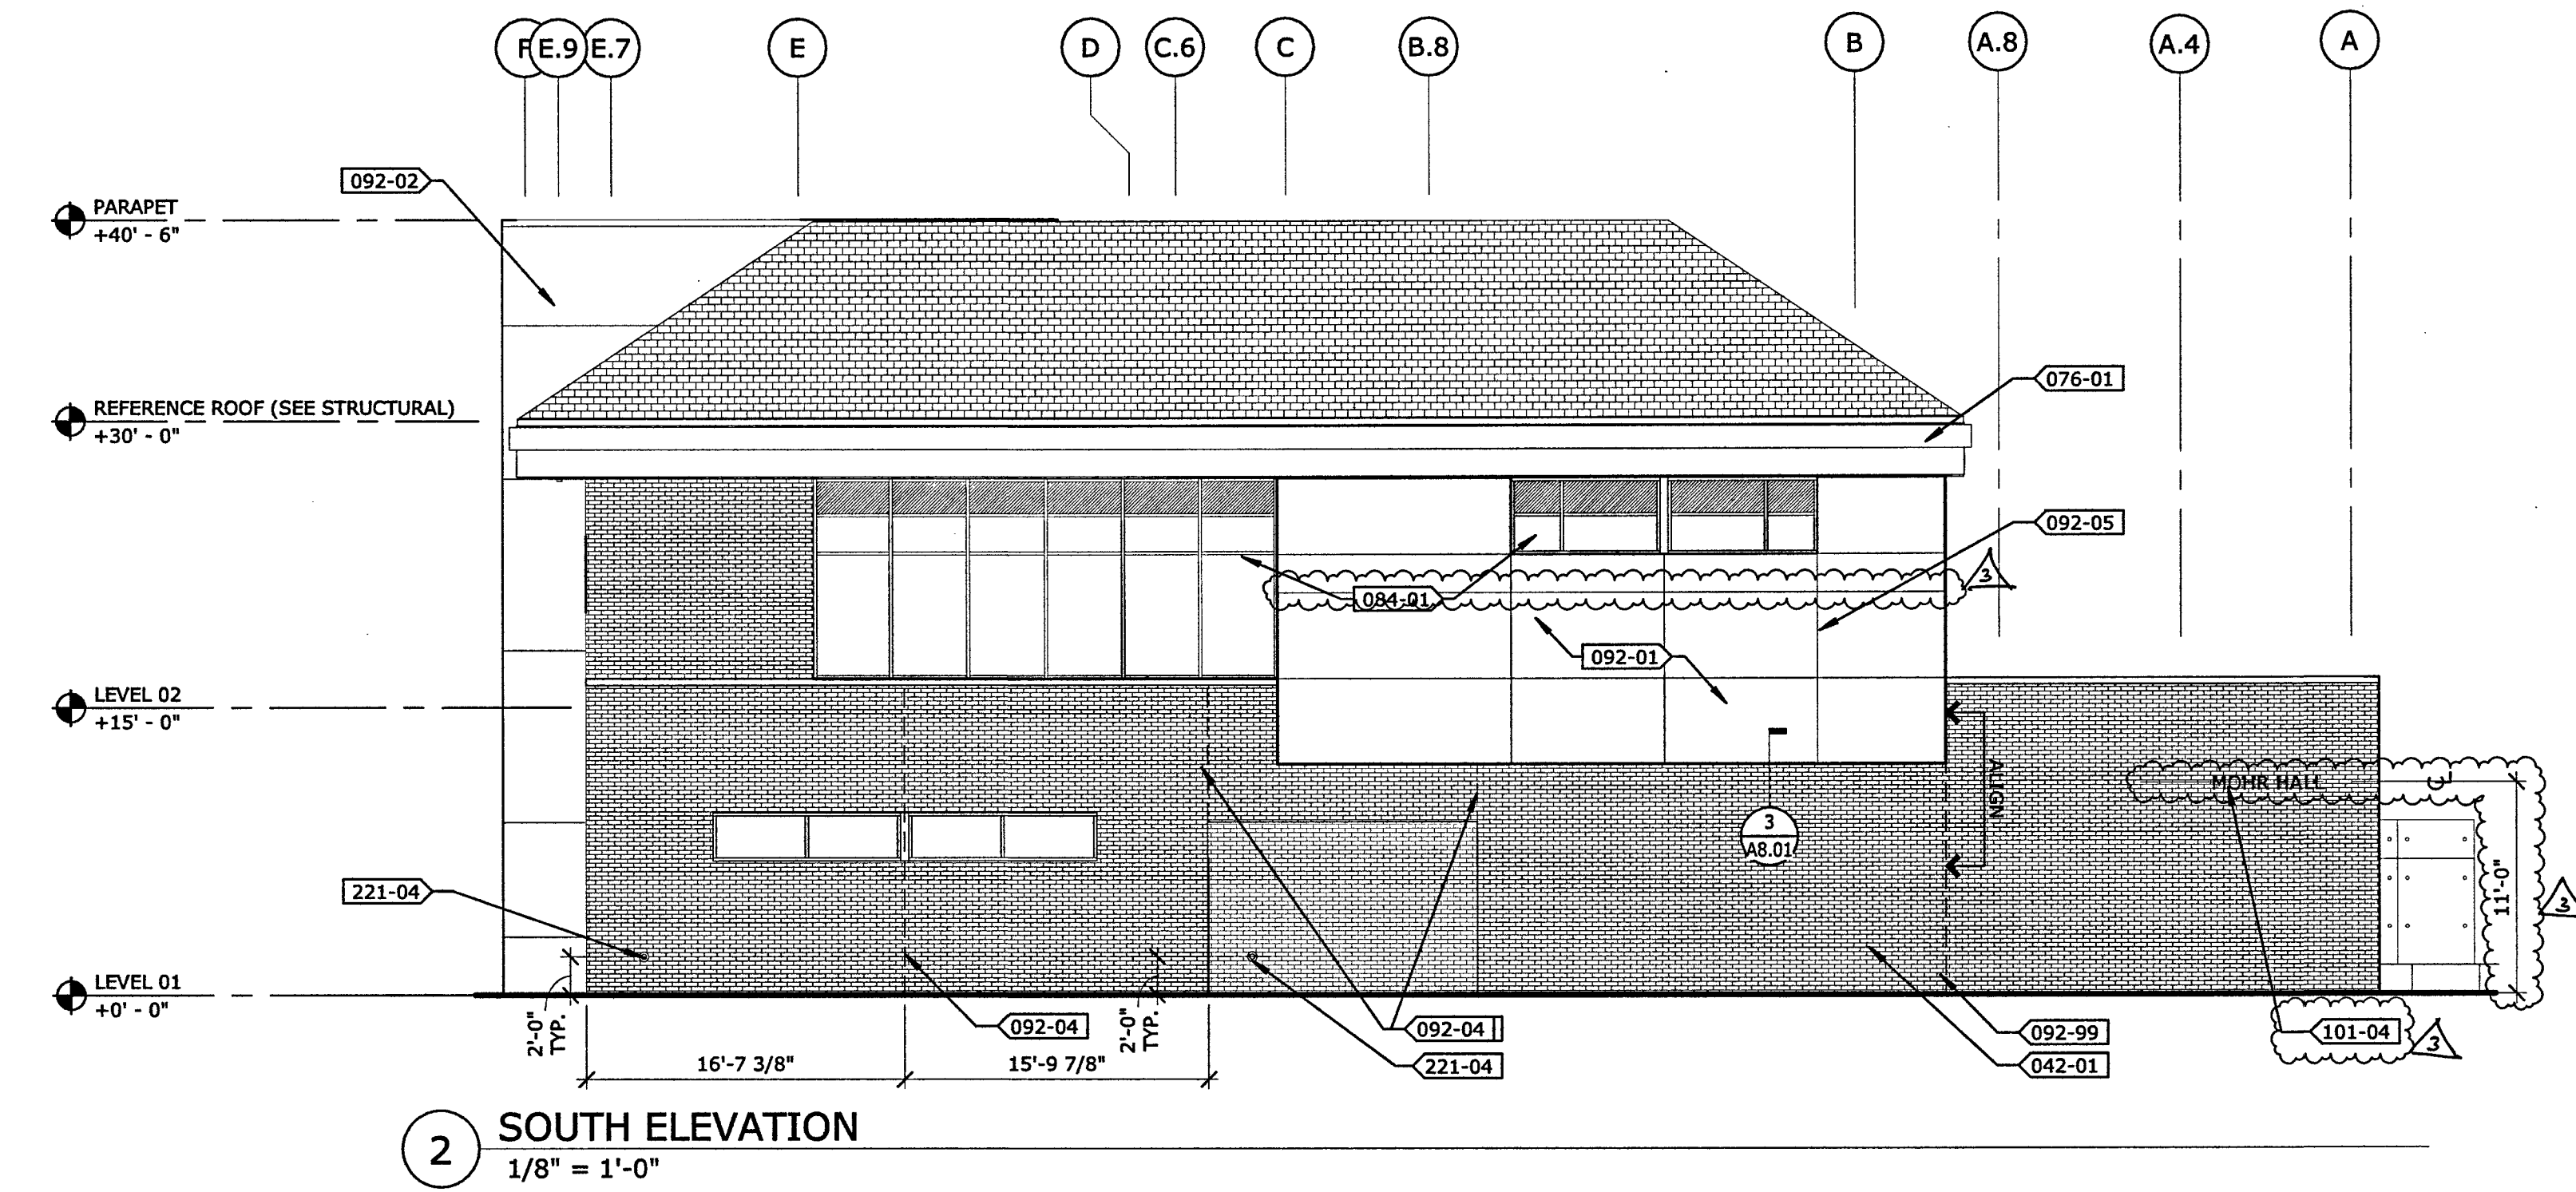 F E.9 E.7 E D C.6 C B.8 B A.8 A.4 A
092-02
PARAPET
+40' - 6"
076-01
REFERENCE ROOF (SEE STRUCTURAL)
+30' - 0"
092-05
3
084-01
092-01
LEVEL 02
+15' - 0"
ALIGN
MOHR HALL
CL
3
A8.01
11'-0"
3
221-04
LEVEL 01
+0' - 0"
2'-0"
TYP.
092-04
2'-0"
TYP.
092-04
092-99
101-04
3
16'-7 3/8"
15'-9 7/8"
221-04
042-01
2
SOUTH ELEVATION
1/8" = 1'-0"